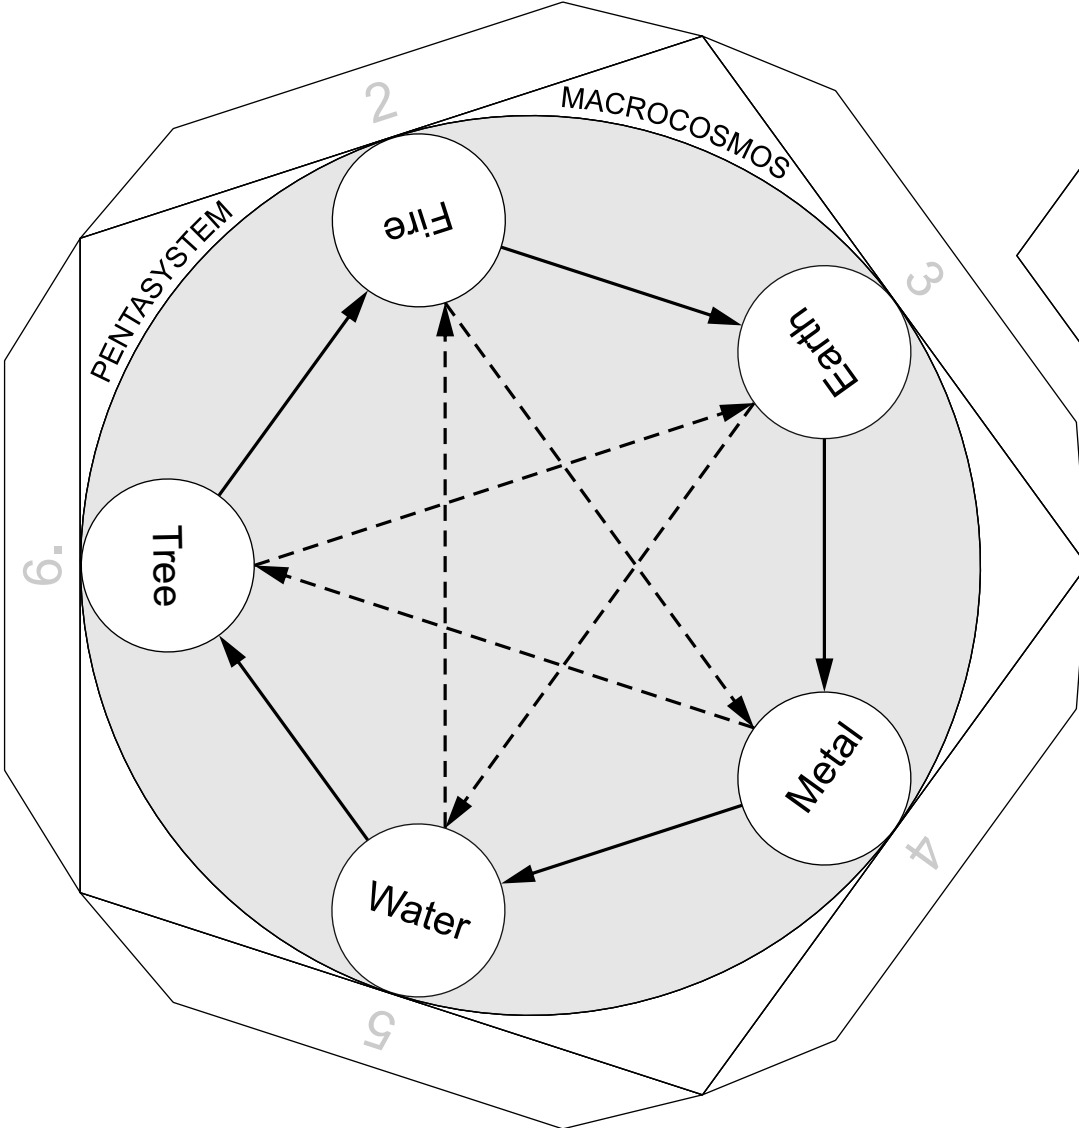 2
MACROCOSMOS
PENTASYSTEM
Fire
3
Earth
Tree
6.
Metal
4
Water
5